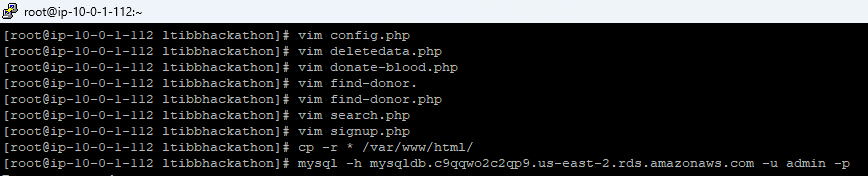 root@ip-10-0-1-112:~
[root@ip-10-0-1-112 ltibbhackathon]# vim config.php
[root@ip-10-0-1-112 ltibbhackathon]# vim deletedata.php
[root@ip-10-0-1-112 ltibbhackathon]# vim donate-blood.php
[root@ip-10-0-1-112 ltibbhackathon]# vim find-donor.
[root@ip-10-0-1-112 ltibbhackathon]# vim find-donor.php
[root@ip-10-0-1-112 ltibbhackathon]# vim search.php
[root@ip-10-0-1-112 ltibbhackathon]# vim signup.php
[root@ip-10-0-1-112 ltibbhackathon]# cp -r * /var/www/html/
[root@ip-10-0-1-112 ltibbhackathon]# mysql -h mysqldb.c9qqwo2c2qp9.us-east-2.rds.amazonaws.com -u admin -p